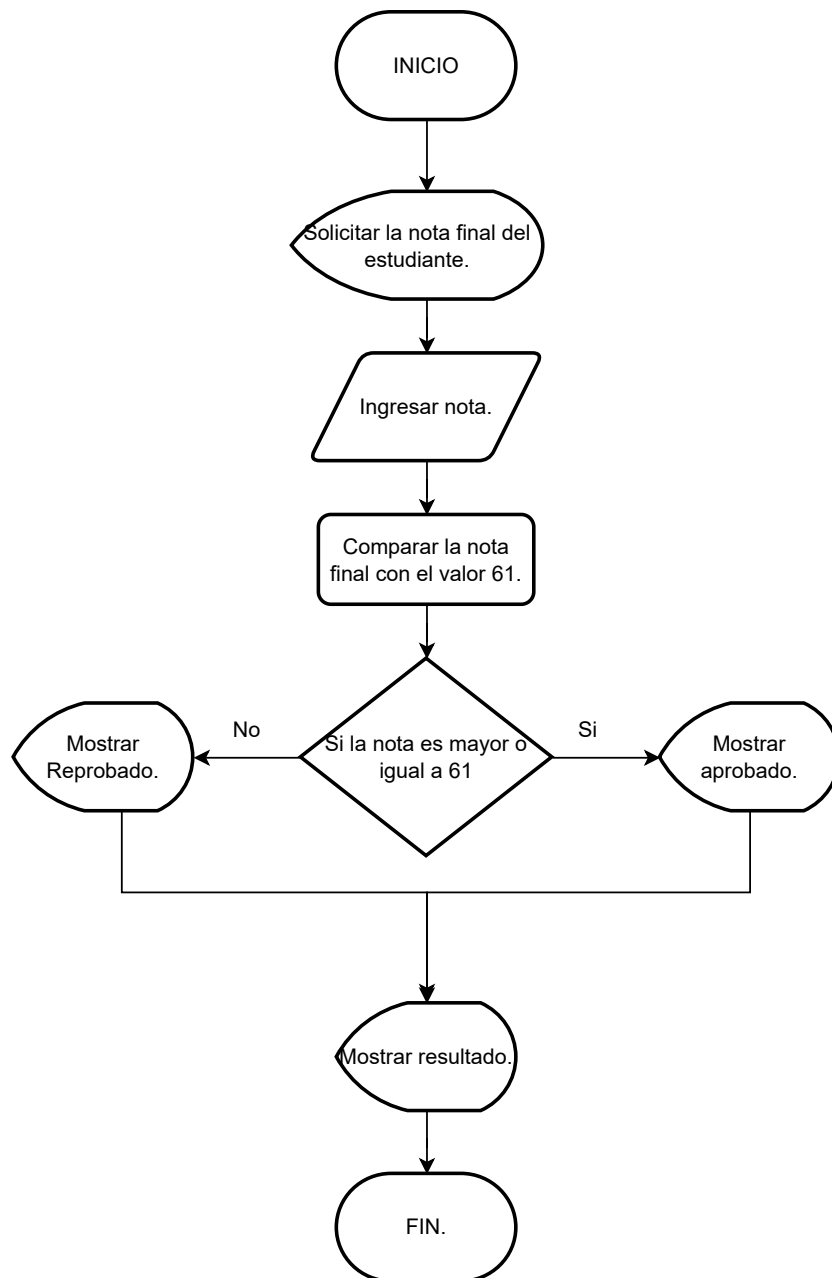 INICIO
Solicitar la nota final del
estudiante.
Ingresar nota.
Comparar la nota
final con el valor 61.
No
Si
Mostrar
Reprobado.
Si la nota es mayor o
igual a 61
Mostrar
aprobado.
Mostrar resultado.
FIN.